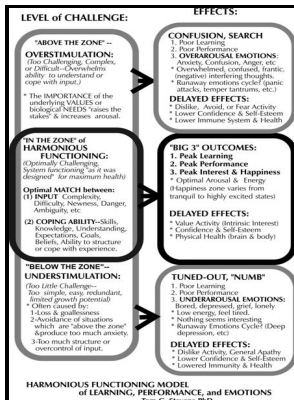 LEVEL of CHALLENGE:
EFFECTS:
"ABOVE THE ZONE" --
OVERSTIMULATION:
(Too Challenging, Complex,
or Difficult--Overwhelms
ability to understand or
cope with input.)
* The IMPORTANCE of the
underlying VALUES or
biological NEEDS "raises the
stakes" & increases arousal.
CONFUSION, SEARCH
1. Poor Learning
2. Poor Performance
3. OVERAROUSAL EMOTIONS:
Anxiety, Confusion, Anger, etc
* Overwhelmed, confused, frantic,
(negative) interfering thoughts.
* Runaway emotions cycle? (panic
attacks, temper tantrums, etc.)
DELAYED EFFECTS:
* Dislike, Avoid, or Fear Activity
* Lower Confidence & Self-Esteem
* Lower Immune System & Health
"IN THE ZONE" of
HARMONIOUS
FUNCTIONING:
(Optimally Challenging,
System functioning "as it was
designed" for maximum health)
Optimal MATCH between:
(1) INPUT Complexity,
Difficulty, Newness, Danger,
Ambiguity, etc
(2) COPING ABILITY--Skills,
Knowledge, Understanding,
Expectations, Goals,
Beliefs, Ability to structure
or cope with experience.
"BIG 3" OUTCOMES:
1. Peak Learning
2. Peak Performance
3. Peak Interest & Happiness
* Optimal Arousal & Energy
(Happiness zone varies from
tranquil to highly excited states)
DELAYED EFFECTS:
* Value Activity (Intrinsic Interest)
* Confidence & Self-Esteem
* Physical Health (brain & body)
"BELOW THE ZONE"--
UNDERSTIMULATION:
(Too Little Challenge--
Too simple, easy, redundant,
limited growth potential)
* Often caused by:
1-Loss & goallessness
2-Avoidance of situations
which are "above the zone"
&produce too much anxiety.
3-Too much structure or
overcontrol of input.
TUNED-OUT, "NUMB"
1. Poor Learning
2. Poor Performance
3. UNDERAROUSAL EMOTIONS:
Bored, depressed, grief, lonely
* Low energy, feel tired.
* Nothing seems interesting
* Runaway Emotions Cycle? (Deep
depression, etc)
DELAYED EFFECTS:
* Dislike Activity, General Apathy
* Lower Confidence & Self-Esteem
* Lowered Immunity & Health
HARMONIOUS FUNCTIONING MODEL
of LEARNING, PERFORMANCE, and EMOTIONS